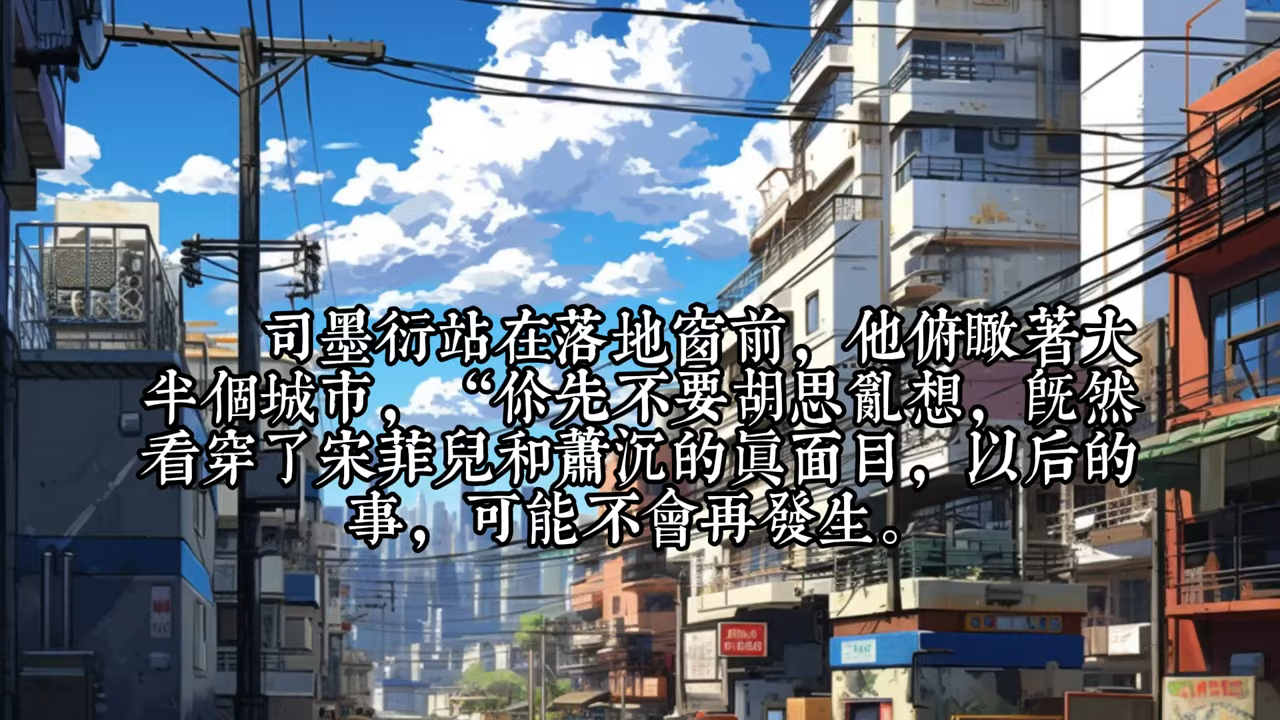 司墨衍站在落地窗前，他俯瞰著大
半個城市，“你先不要胡思亂想，既然
看穿了宋菲兒和蕭沉的眞面目，以后的
事，可能不會再發生。